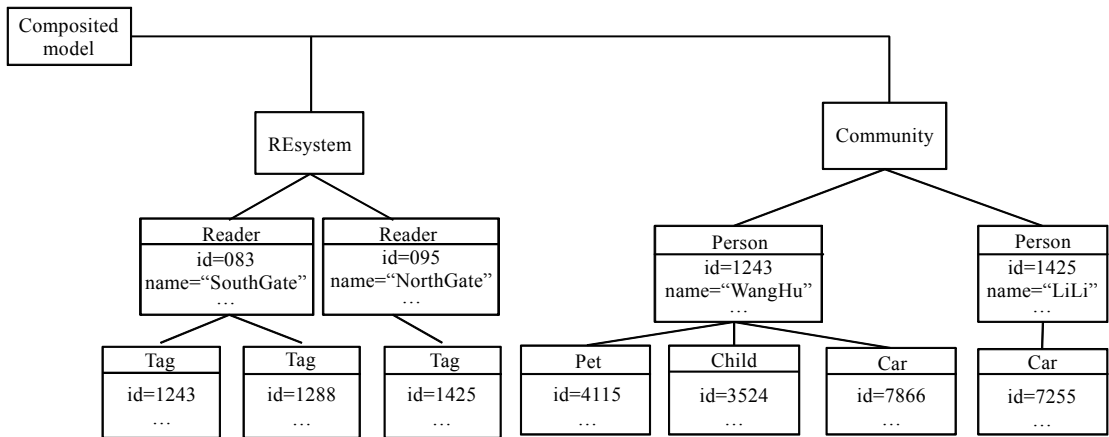 Composited
model
REsystem
Community
Reader
id=083
name=“SouthGate”
…
Reader
id=095
name=“NorthGate”
…
Person
id=1243
name=“WangHu”
…
Person
id=1425
name=“LiLi”
…
Tag
id=1243
…
Tag
id=1288
…
Tag
id=1425
…
Pet
id=4115
…
Child
id=3524
…
Car
id=7866
…
Car
id=7255
…